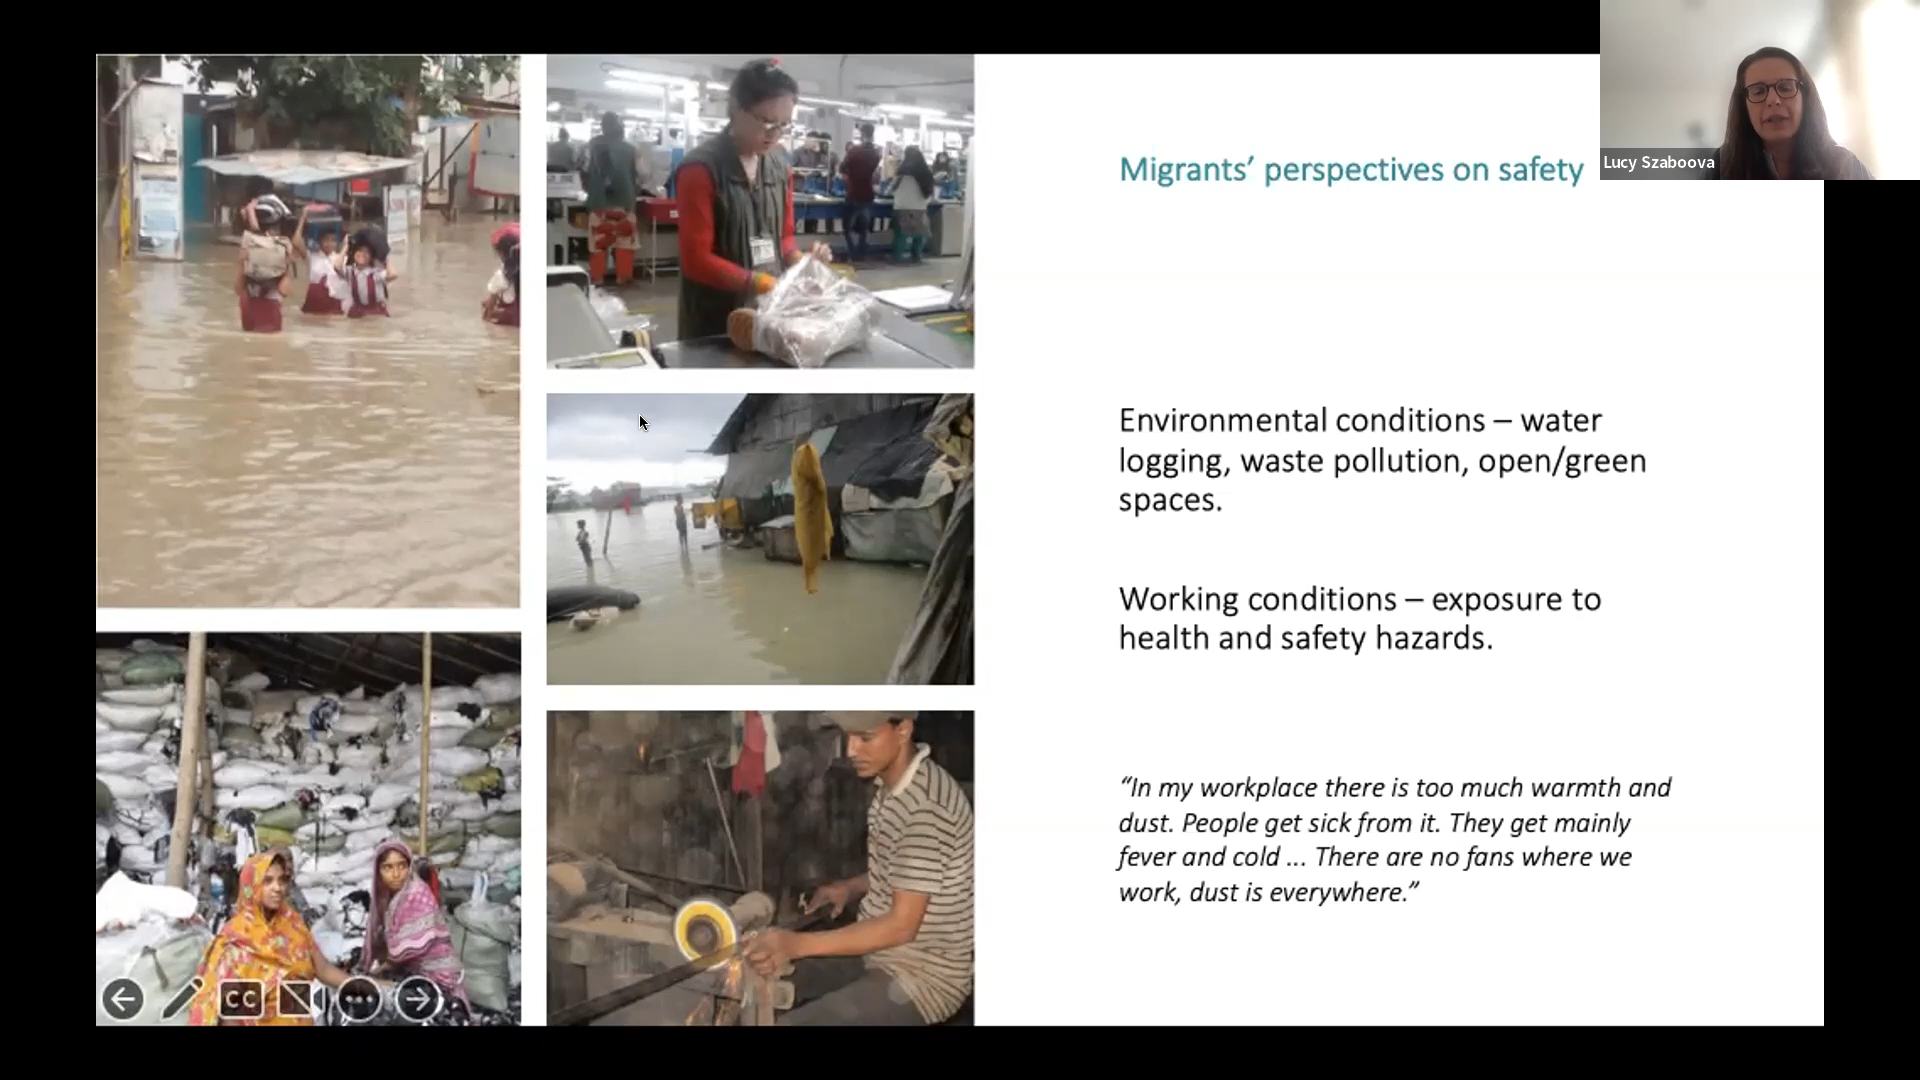 Lucy Szaboova
Migrants’ perspectives on safety
Environmental conditions – water
logging, waste pollution, open/green
spaces.
Working conditions – exposure to
health and safety hazards.
“In my workplace there is too much warmth and
dust. People get sick from it. They get mainly
fever and cold ... There are no fans where we
work, dust is everywhere.”
CC